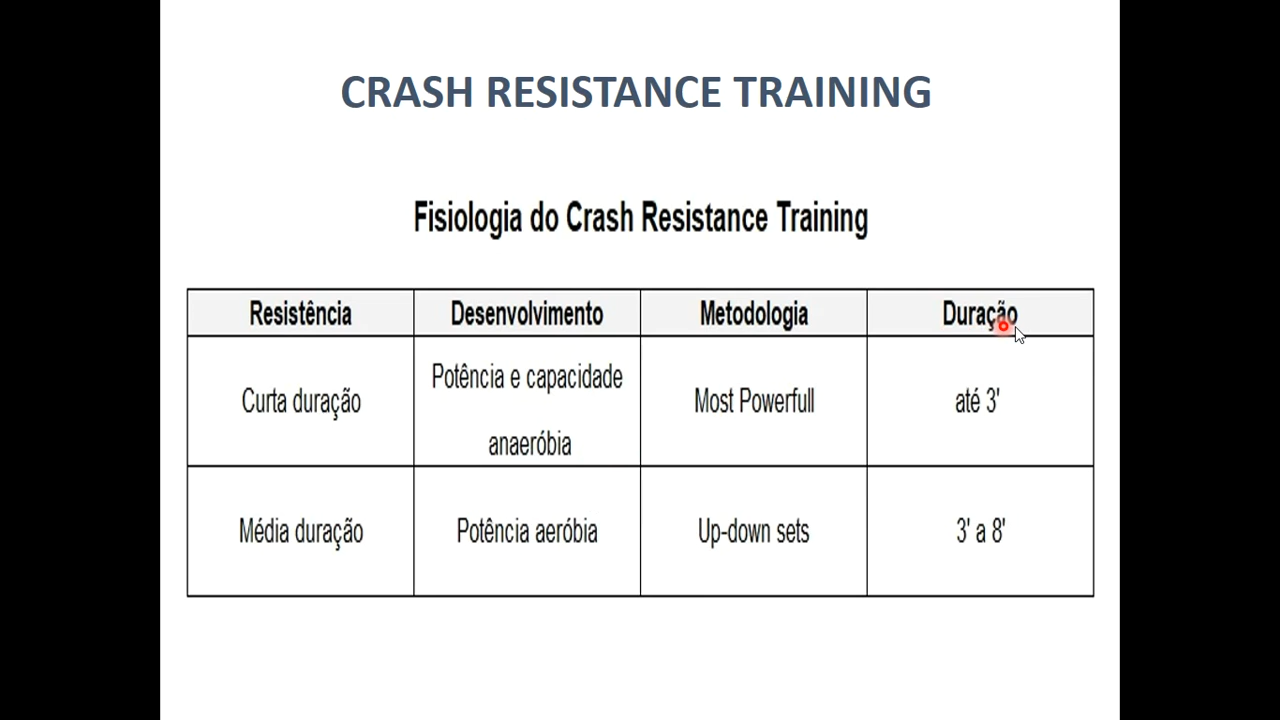 CRASH RESISTANCE TRAINING
Fisiologia do Crash Resistance Training
Resistência Desenvolvimento Metodologia Duração
Curta duração Potência e capacidade anaeróbia Most Powerfull até 3'
Média duração Potência aeróbia Up-down sets 3' a 8'